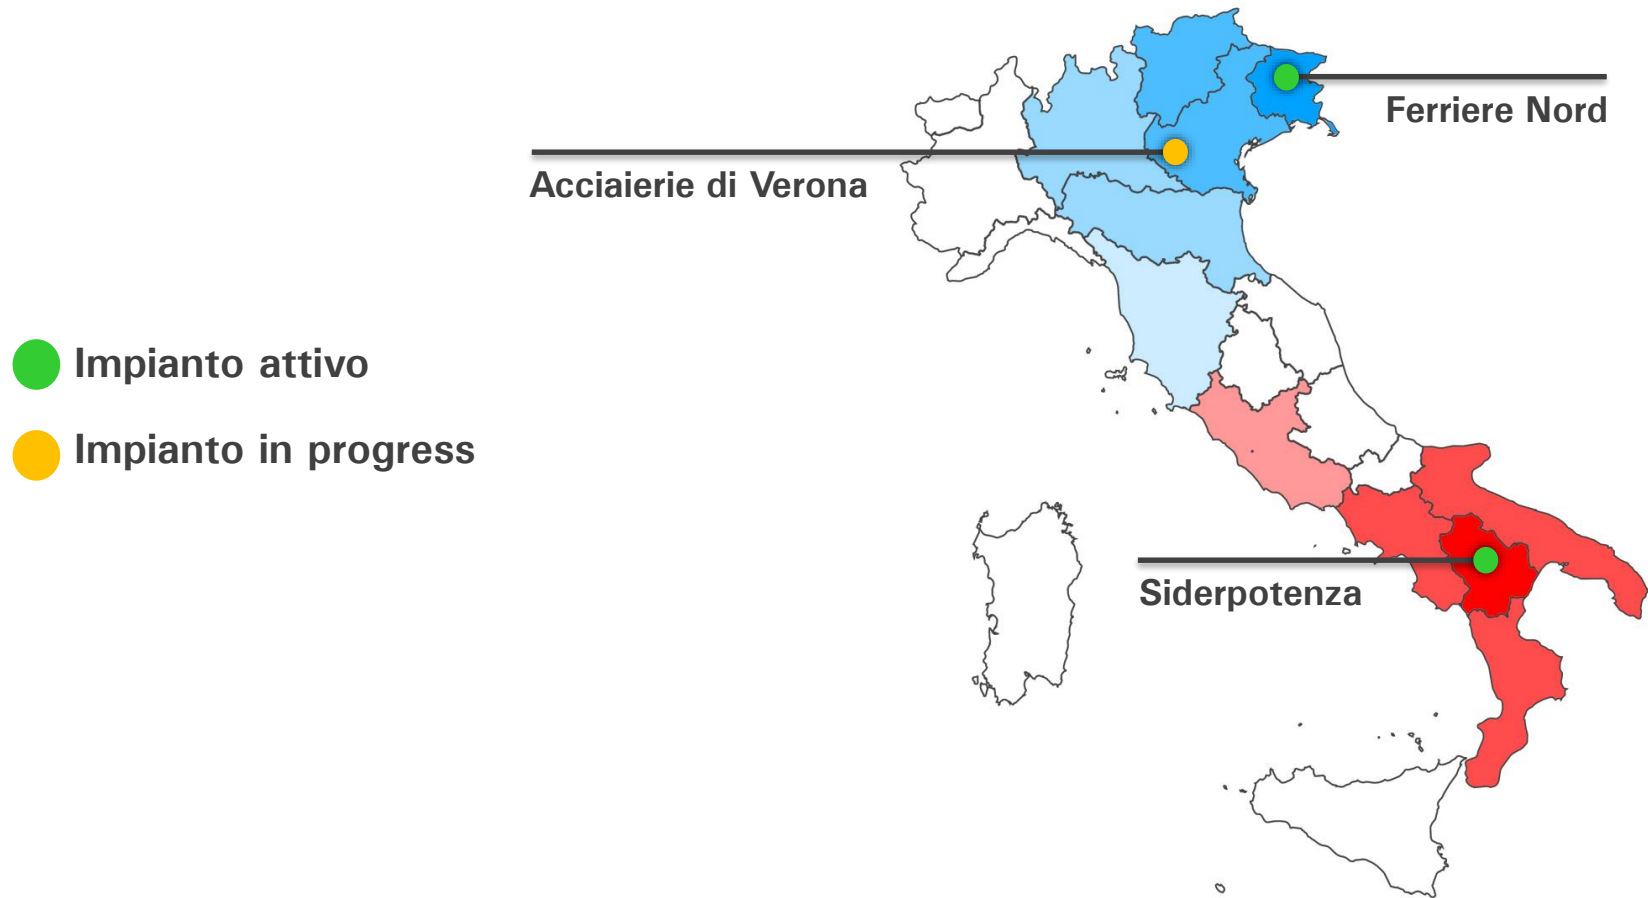 Ferriere Nord
Acciaierie di Verona
Impianto attivo
Impianto in progress
Siderpotenza